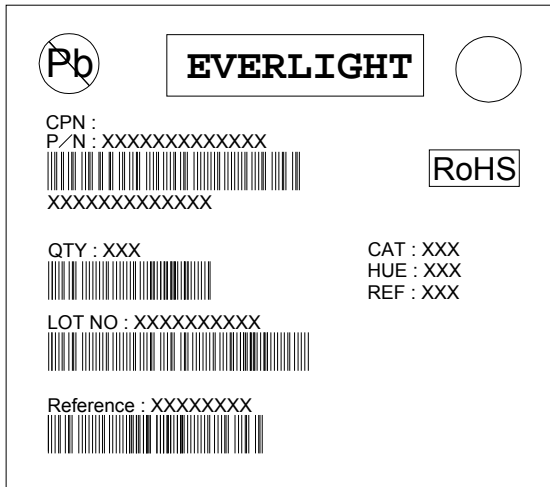 Pb
EVERLIGHT
CPN :
P/N : XXXXXXXXXXXXX
RoHS
XXXXXXXXXXXXX
QTY : XXX
CAT : XXX
HUE : XXX
REF : XXX
LOT NO : XXXXXXXXXX
Reference : XXXXXXXX